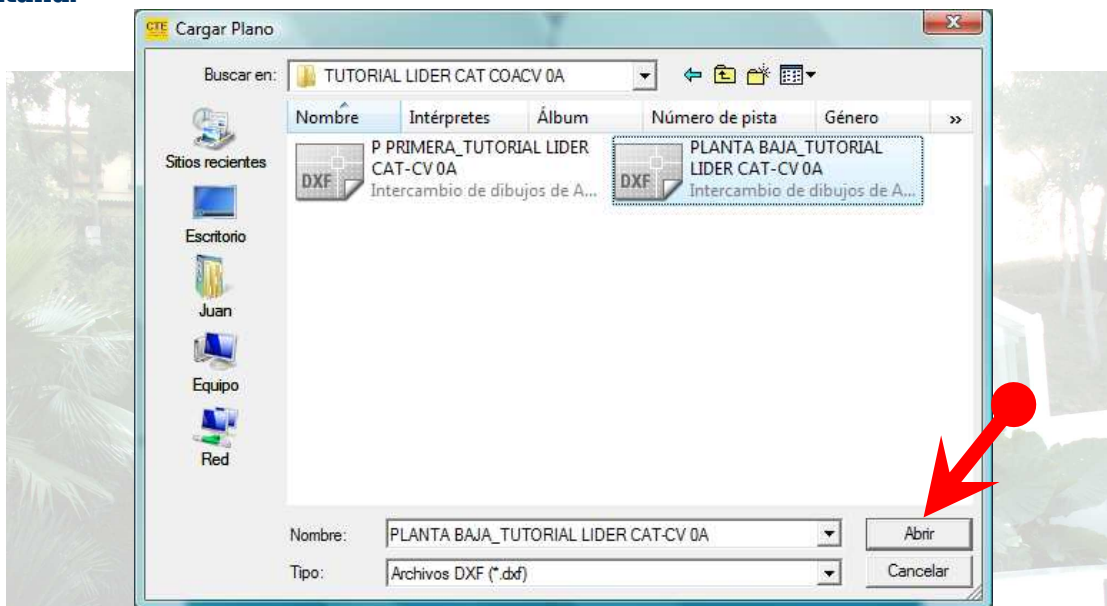 CTE Cargar Plano
Buscar en: TUTORIAL LIDER CAT COACV 0A
Nombre Intérpretes Álbum Número de pista Género »
Sitios recientes
Escritorio
Juan
Equipo
Red
DXF
P PRIMERA_TUTORIAL LIDER
CAT-CV 0A
Intercambio de dibujos de A...
DXF
PLANTA BAJA_TUTORIAL
LIDER CAT-CV 0A
Intercambio de dibujos de A...
Nombre: PLANTA BAJA_TUTORIAL LIDER CAT-CV 0A Abrir
Tipo: Archivos DXF (*.dxf) Cancelar